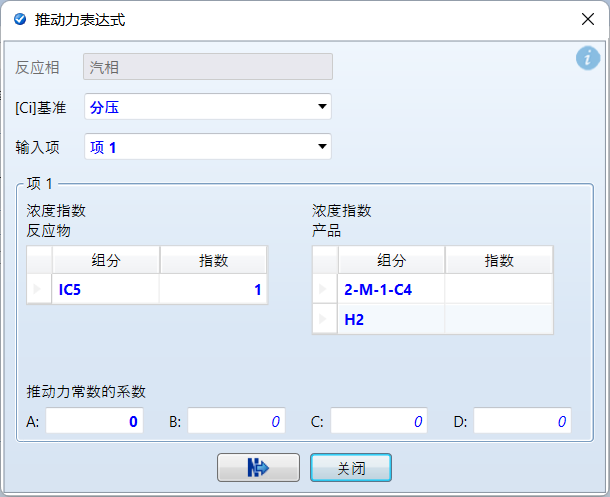 推动力表达式
反应相 汽相
[Ci]基准 分压
输入项 项 1
项 1
浓度指数
反应物
组分 指数
IC5 1
浓度指数
产品
组分 指数
2-M-1-C4
H2
推动力常数的系数
A: 0 B: 0 C: 0 D: 0
关闭